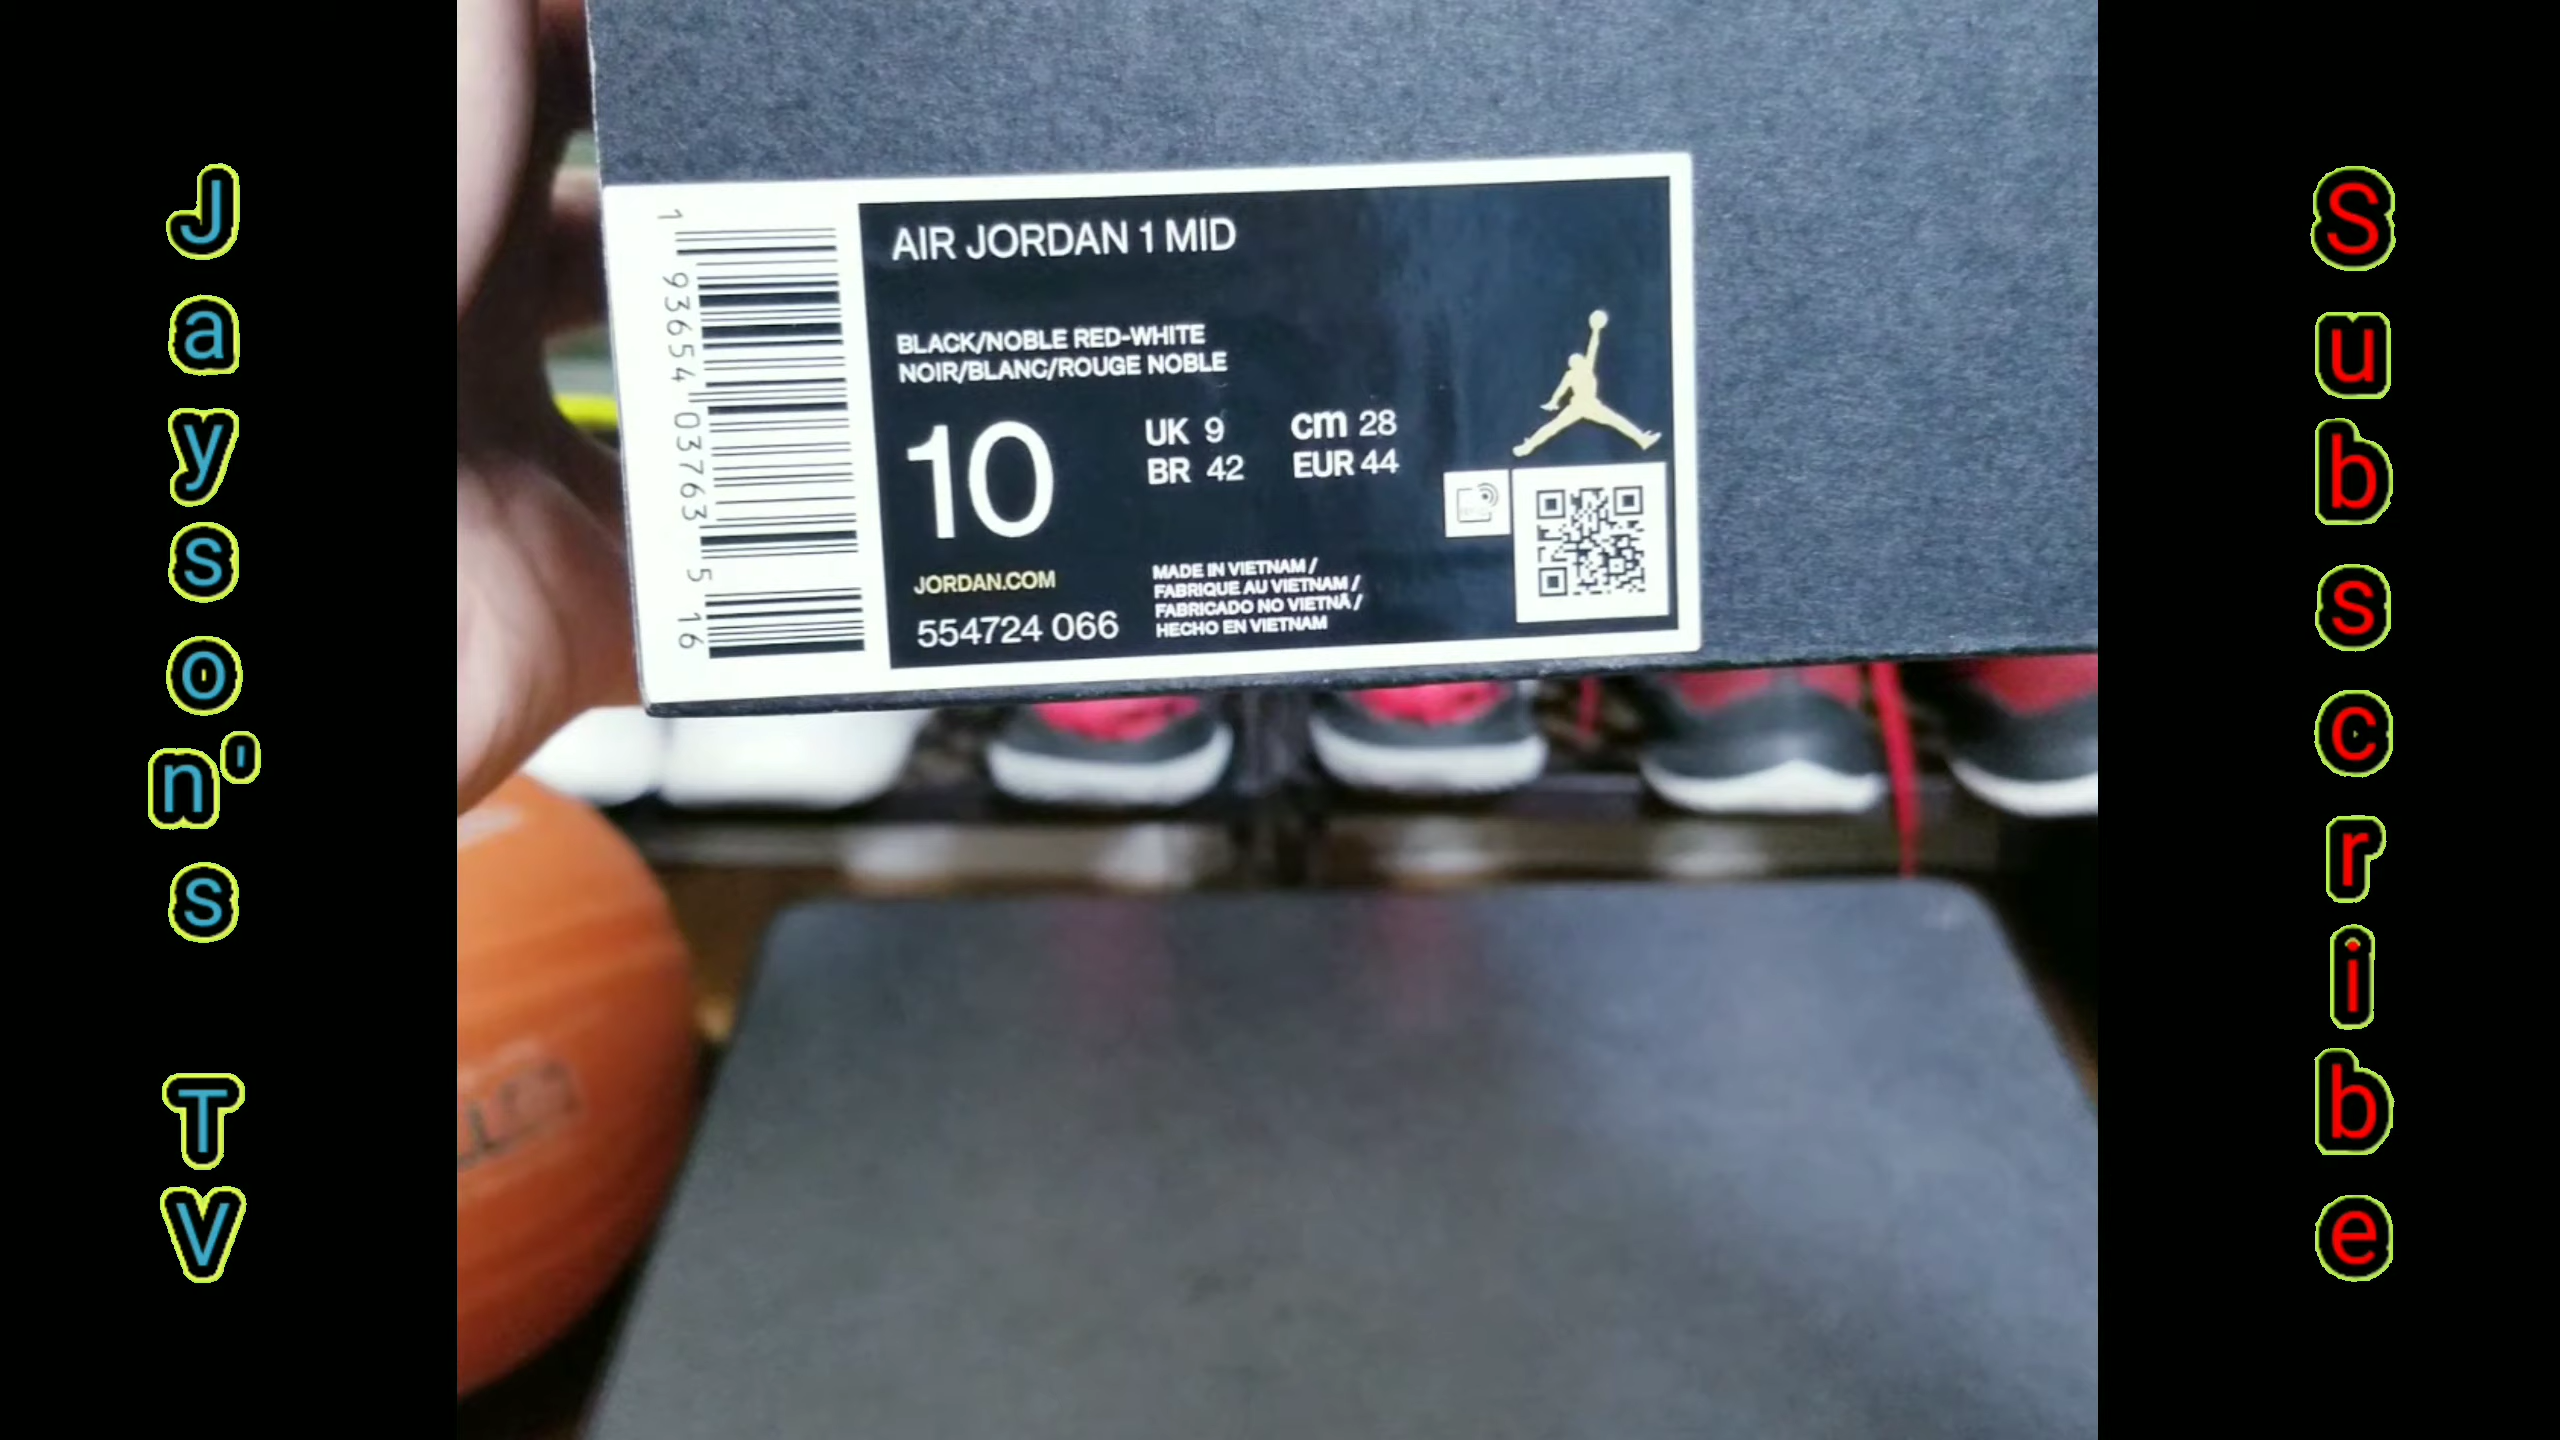 Jayson's TV
1 93654 03763 5 16
AIR JORDAN 1 MID
BLACK/NOBLE RED-WHITE
NOIR/BLANC/ROUGE NOBLE
10
UK 9 cm 28
BR 42 EUR 44
JORDAN.COM
554724 066
MADE IN VIETNAM /
FABRIQUE AU VIETNAM /
FABRICADO NO VIETNÃ /
HECHO EN VIETNAM
Subscribe